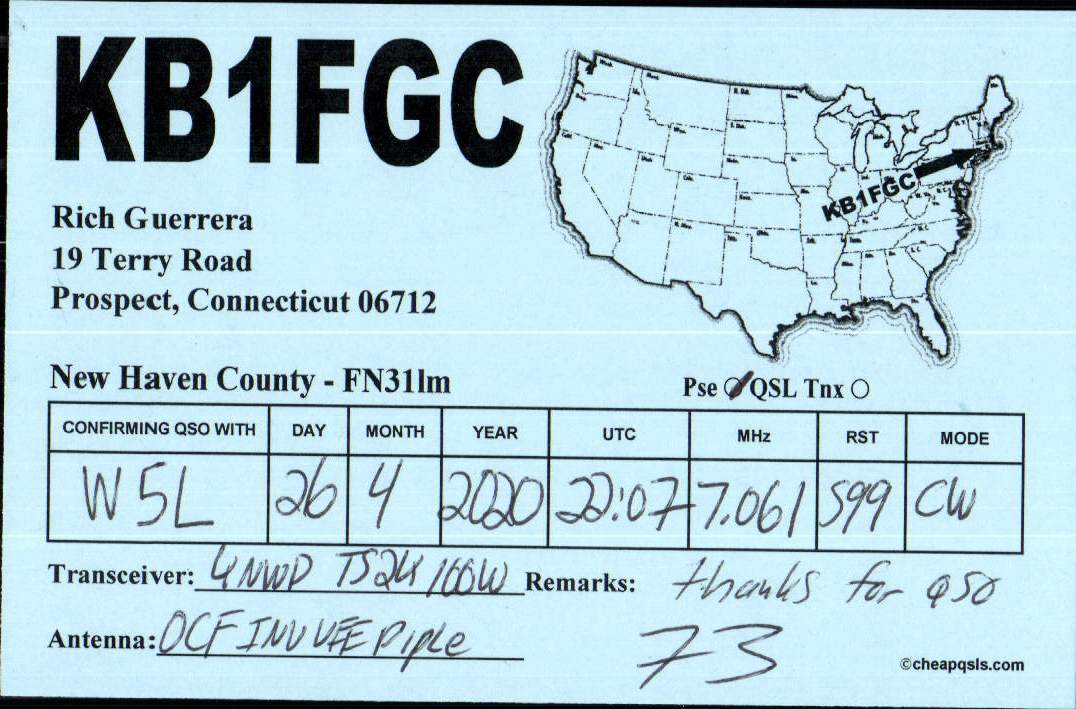 KB1FGC
Rich Guerrera
19 Terry Road
Prospect, Connecticut 06712
KB1FGC
New Haven County - FN31lm
Pse QSL Tnx
CONFIRMING QSO WITH DAY MONTH YEAR UTC MHz RST MODE
W5L 26 4 2020 22:07 7.061 599 CW
Transceiver: 100W Remarks: thanks for QSO
Antenna: OCF INV VEE Diple 73
©cheapqsls.com